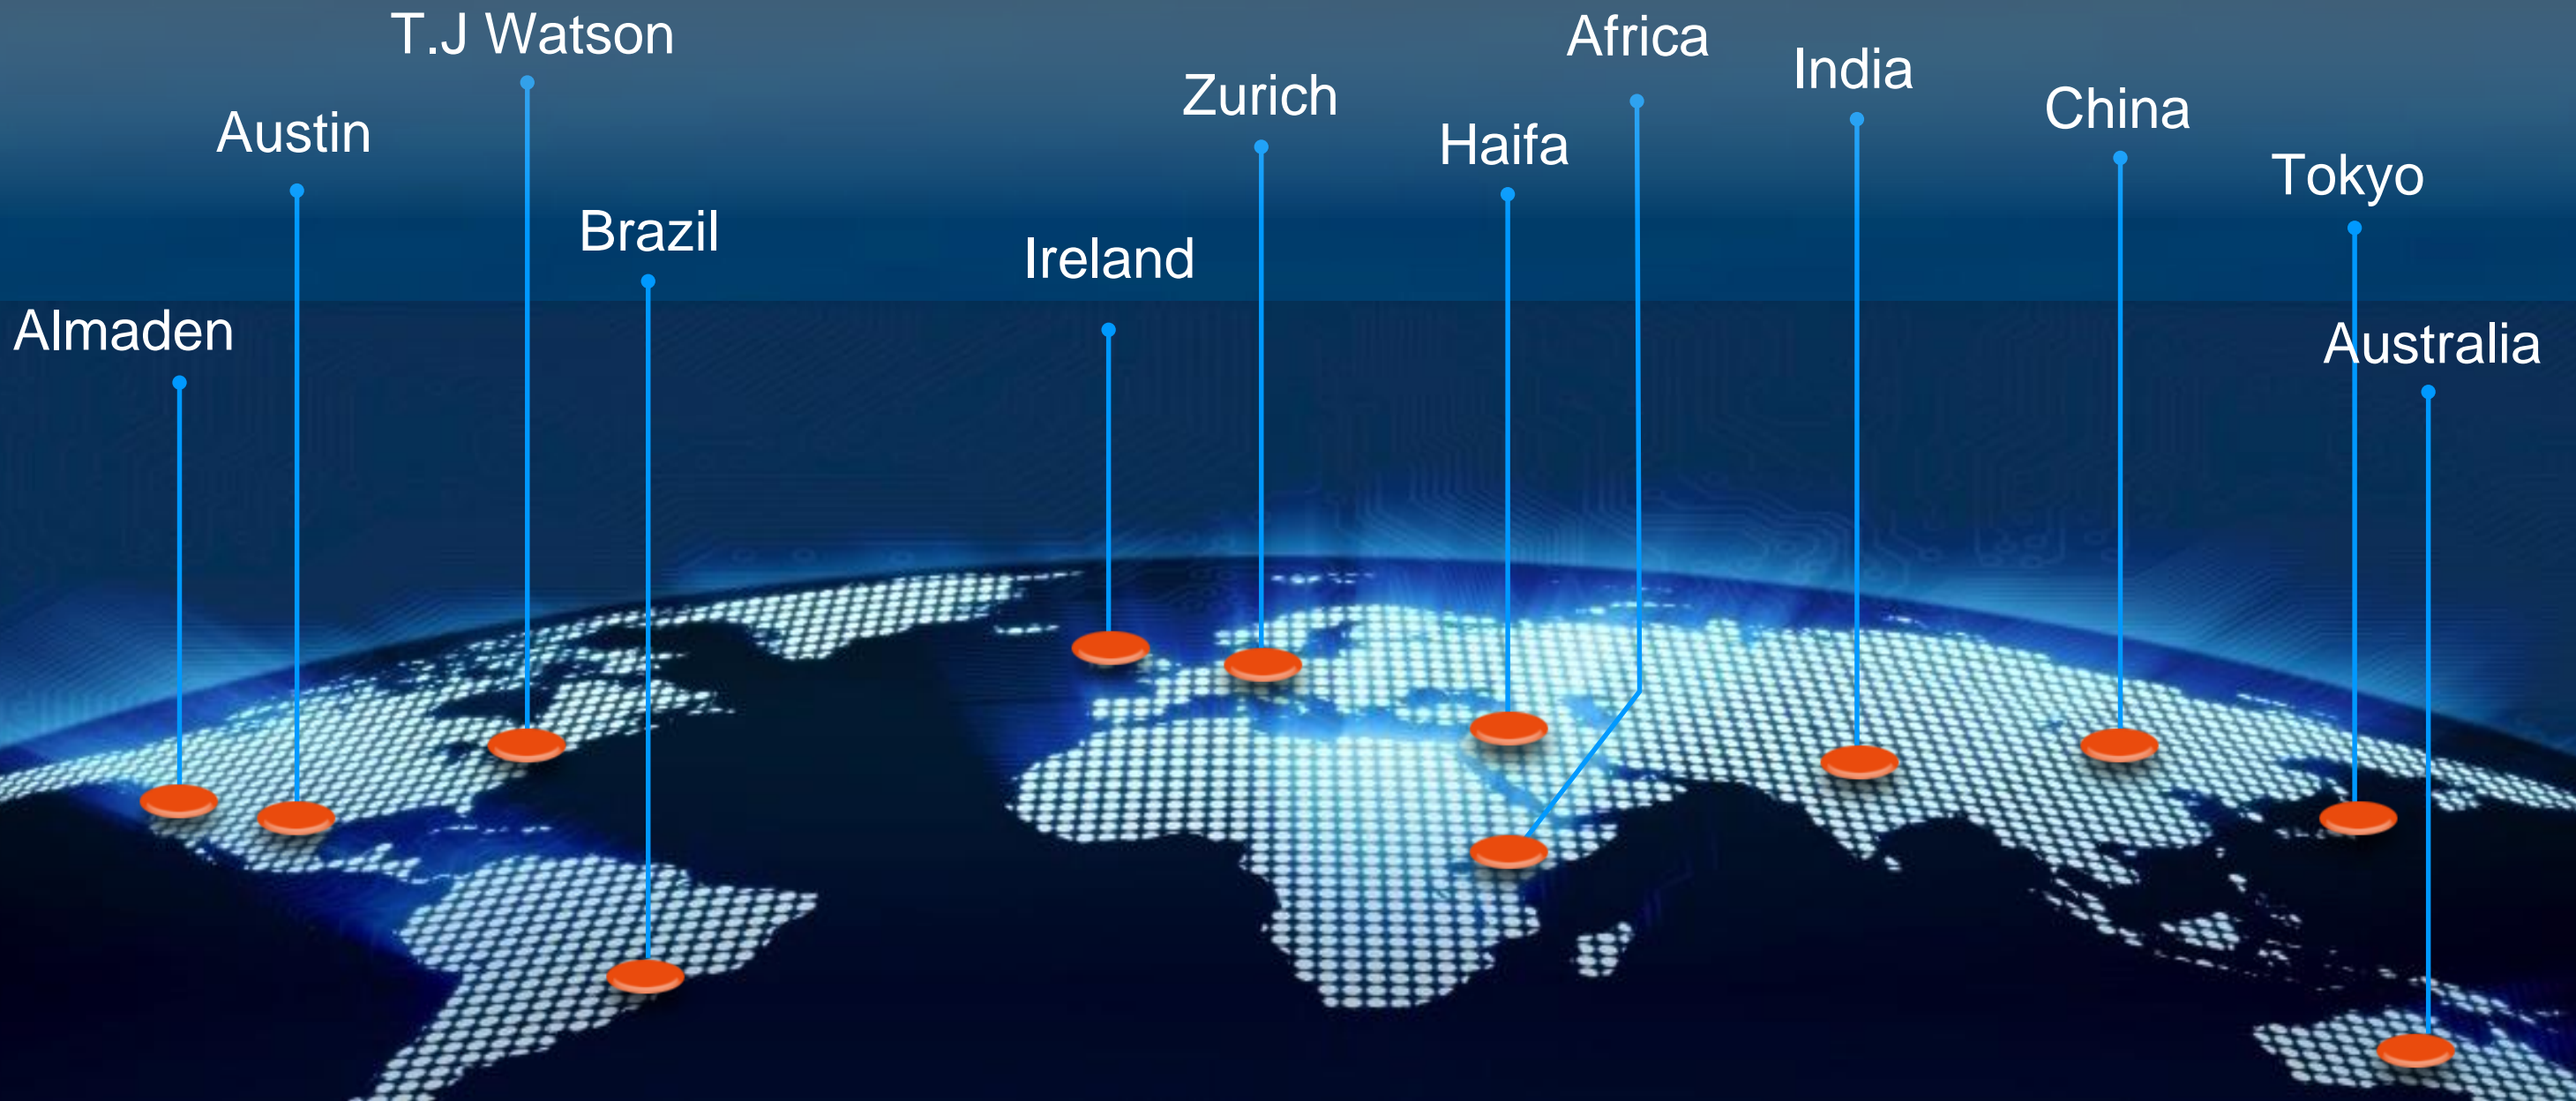 T.J Watson
Africa
India
Zurich
China
Austin
Haifa
Tokyo
Brazil
Ireland
Almaden
Australia